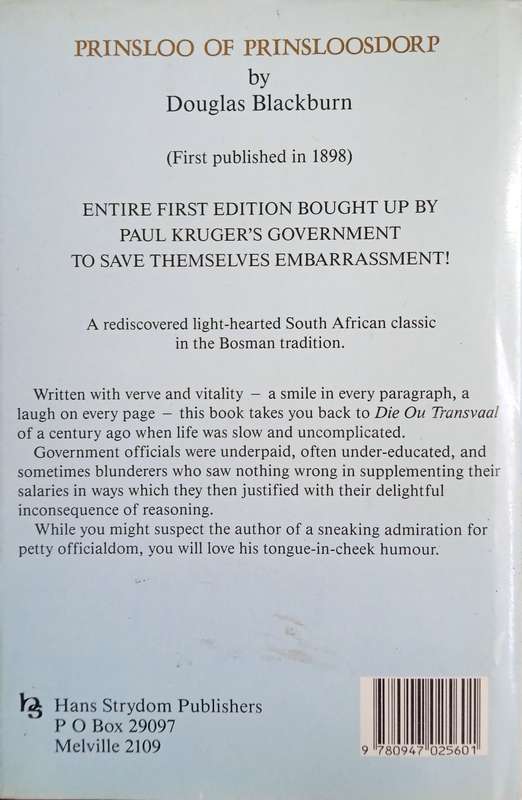 PRINSLOO OF PRINSLOOSDORP
by
Douglas Blackburn
(First published in 1898)
ENTIRE FIRST EDITION BOUGHT UP BY
PAUL KRUGER'S GOVERNMENT
TO SAVE THEMSELVES EMBARRASSMENT!
A rediscovered light-hearted South African classic
in the Bosman tradition.
Written with verve and vitality – a smile in every paragraph, a
laugh on every page – this book takes you back to Die Ou Transvaal
of a century ago when life was slow and uncomplicated.
Government officials were underpaid, often under-educated, and
sometimes blunderers who saw nothing wrong in supplementing their
salaries in ways which they then justified with their delightful
inconsequence of reasoning.
While you might suspect the author of a sneaking admiration for
petty officialdom, you will love his tongue-in-cheek humour.
hs Hans Strydom Publishers
P O Box 29097
Melville 2109
9 780947 025601